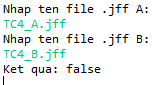 Nhap ten file .jff A:
TC4_A.jff
Nhap ten file .jff B:
TC4_B.jff
Ket qua: false